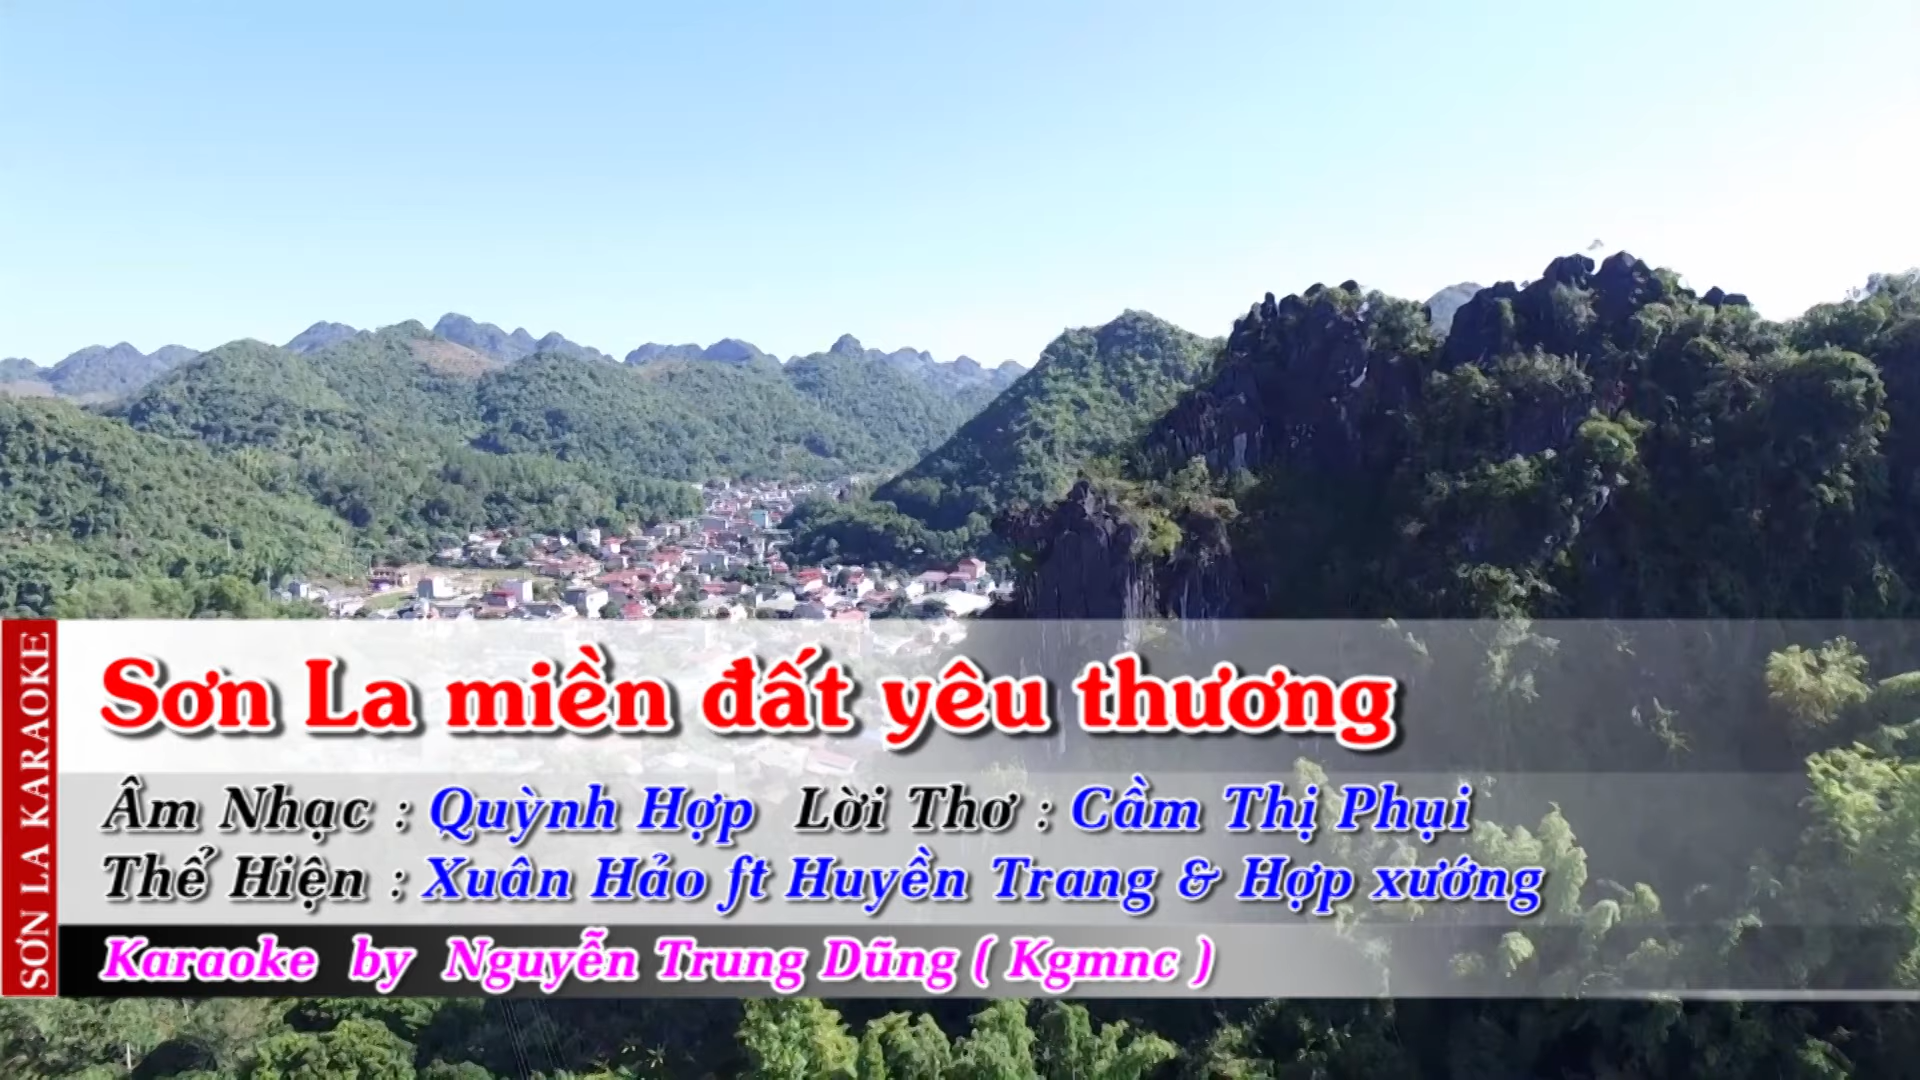 SƠN LA KARAOKE
Sơn La miền đất yêu thương
Âm Nhạc : Quỳnh Hợp Lời Thơ : Cầm Thị Phụi
Thể Hiện : Xuân Hảo ft Huyền Trang & Hợp xướng
Karaoke by Nguyễn Trung Dũng ( Kgmnc )